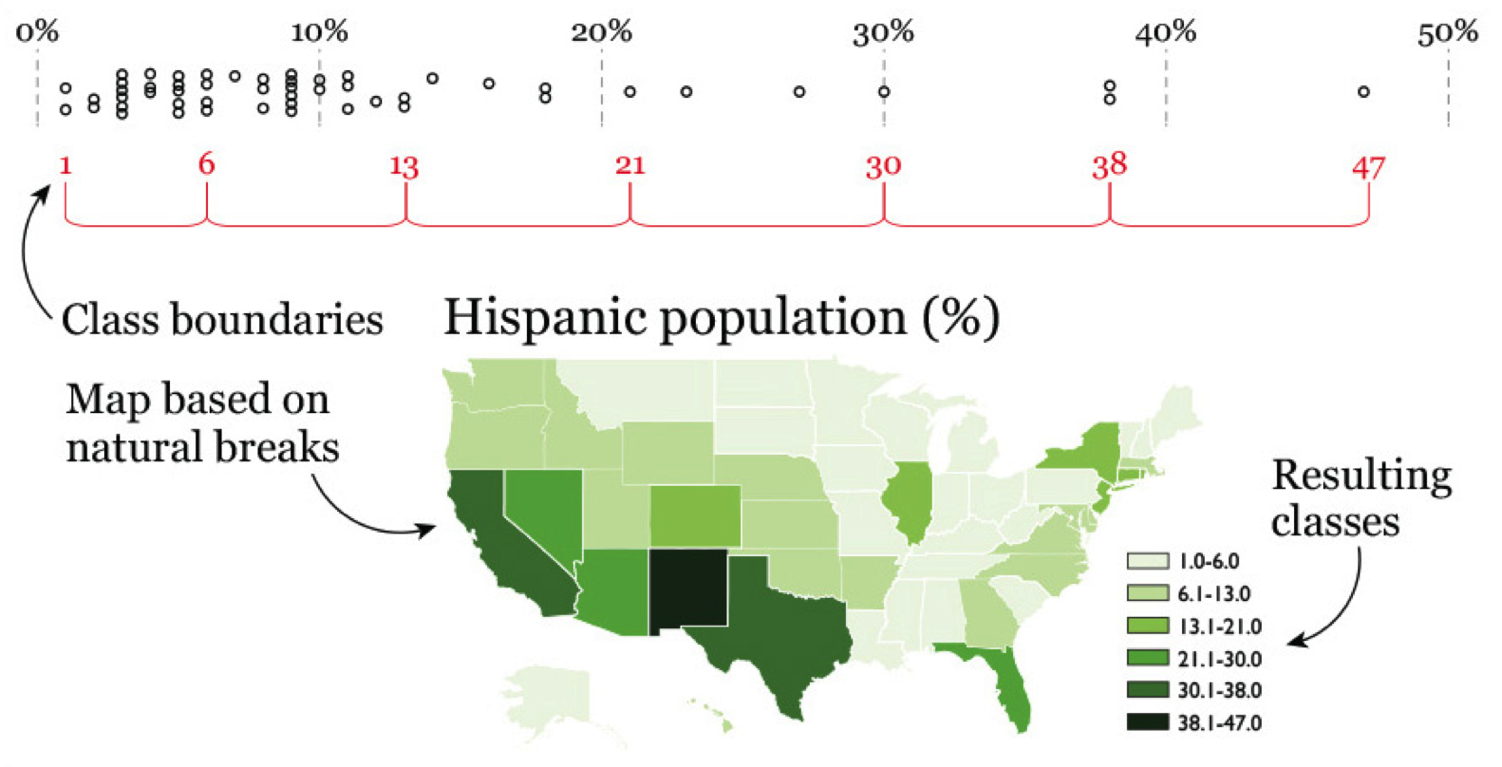 0% 10% 20% 30% 40% 50%
1 6 13 21 30 38 47
Class boundaries
Hispanic population (%)
Map based on
natural breaks
Resulting
classes
1.0-6.0
6.1-13.0
13.1-21.0
21.1-30.0
30.1-38.0
38.1-47.0